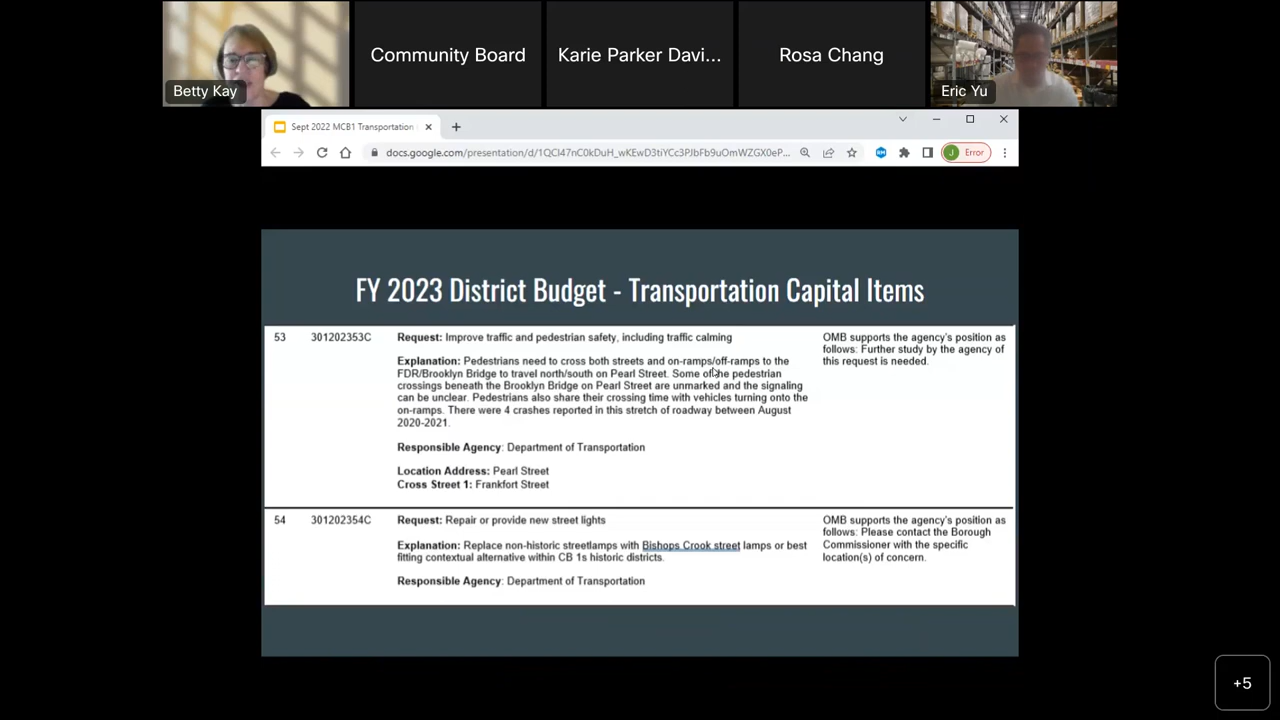 Betty Kay
Community Board
Karie Parker Davi...
Rosa Chang
Eric Yu
Sept 2022 MCB1 Transportation
docs.google.com/presentation/d/1QCI47nC0kDuH_wKEwD3tiYCc3PJbFb9uOmWZGX0eP...
Error
FY 2023 District Budget - Transportation Capital Items
53 301202353C Request: Improve traffic and pedestrian safety, including traffic calming
Explanation: Pedestrians need to cross both streets and on-ramps/off-ramps to the
FDR/Brooklyn Bridge to travel north/south on Pearl Street. Some of the pedestrian
crossings beneath the Brooklyn Bridge on Pearl Street are unmarked and the signaling
can be unclear. Pedestrians also share their crossing time with vehicles turning onto the
on-ramps. There were 4 crashes reported in this stretch of roadway between August
2020-2021.
Responsible Agency: Department of Transportation
Location Address: Pearl Street
Cross Street 1: Frankfort Street
OMB supports the agency's position as
follows: Further study by the agency of
this request is needed.
54 301202354C Request: Repair or provide new street lights
Explanation: Replace non-historic streetlamps with Bishops Crook street lamps or best
fitting contextual alternative within CB 1s historic districts.
Responsible Agency: Department of Transportation
OMB supports the agency's position as
follows: Please contact the Borough
Commissioner with the specific
location(s) of concern.
+5